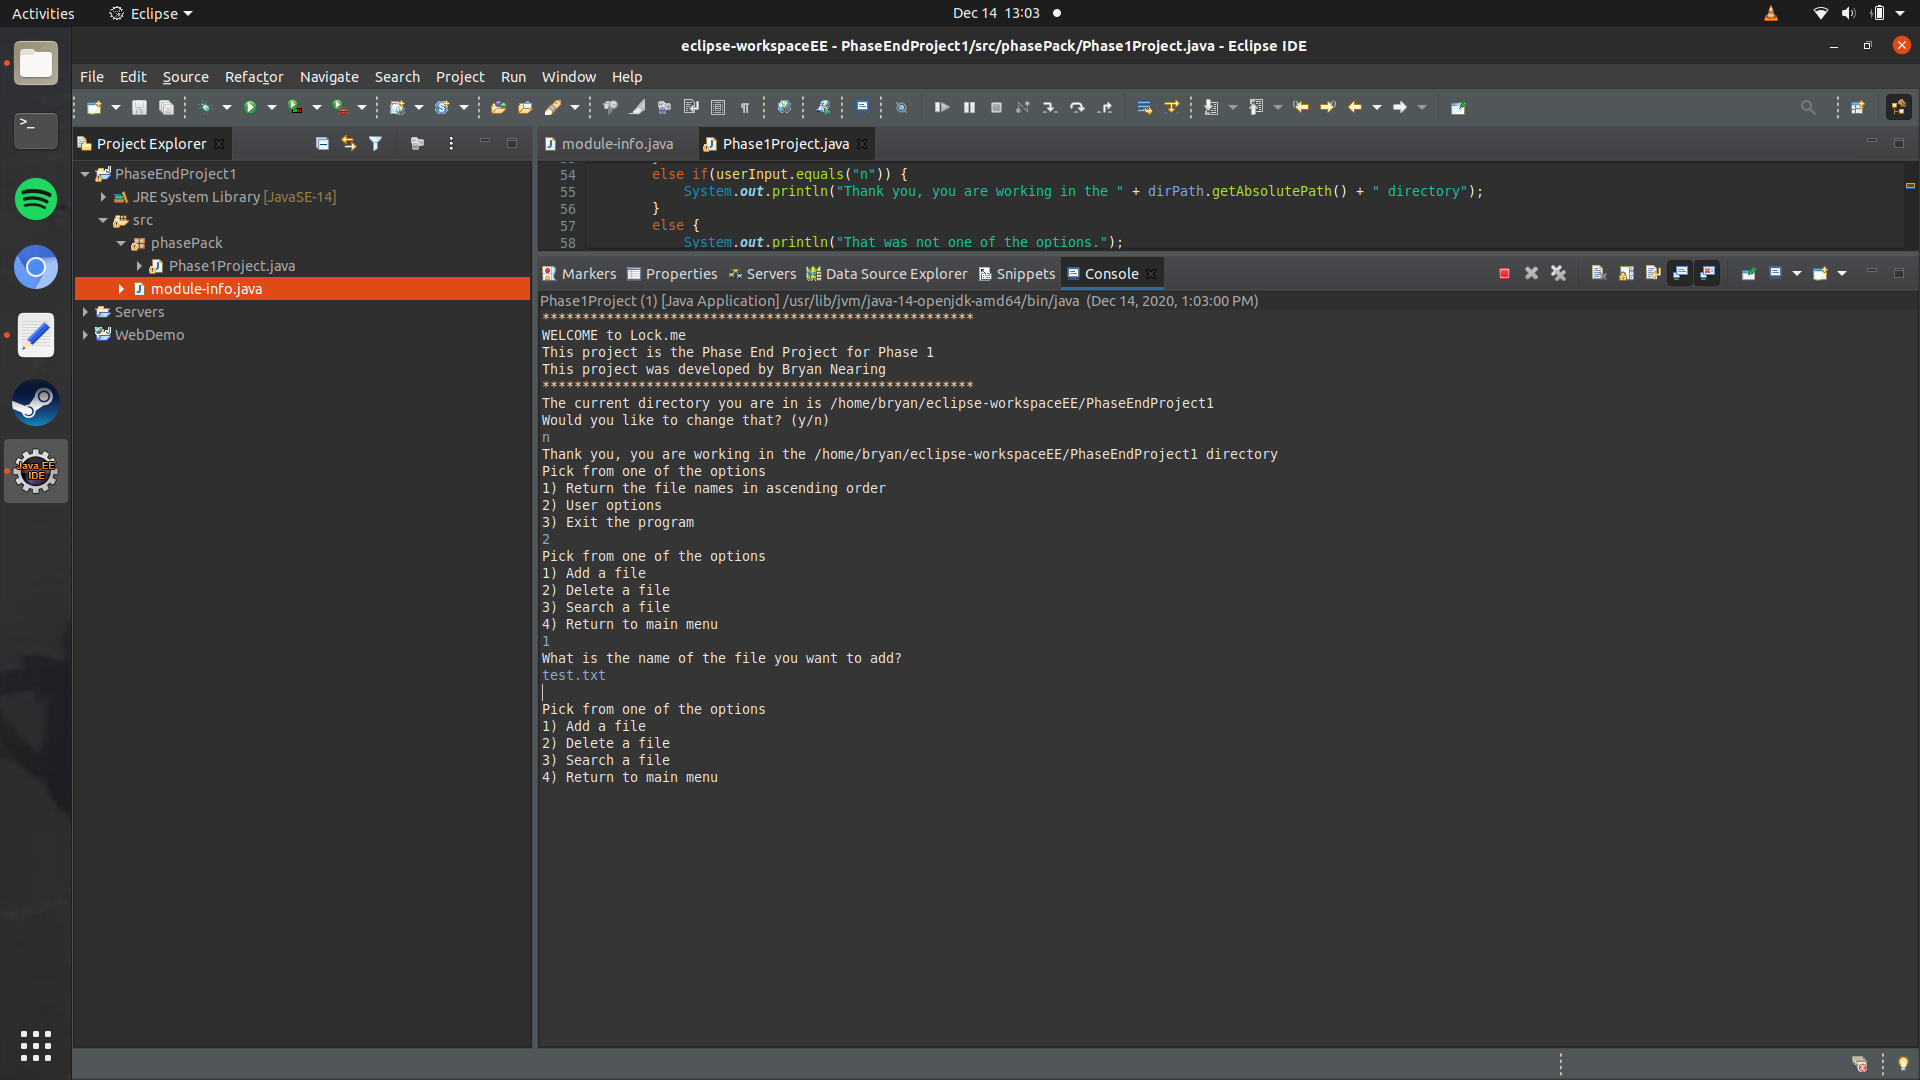 Activities
Eclipse
Dec 14 13:03
eclipse-workspaceEE - PhaseEndProject1/src/phasePack/Phase1Project.java - Eclipse IDE
File Edit Source Refactor Navigate Search Project Run Window Help
Project Explorer
PhaseEndProject1
JRE System Library [JavaSE-14]
src
phasePack
Phase1Project.java
module-info.java
Servers
WebDemo
>_
Java EE
IDE
module-info.java
Phase1Project.java
54 else if(userInput.equals("n")) {
55 System.out.println("Thank you, you are working in the " + dirPath.getAbsolutePath() + " directory");
56 }
57 else {
58 System.out.println("That was not one of the options.");
Markers Properties Servers Data Source Explorer Snippets Console
Phase1Project (1) [Java Application] /usr/lib/jvm/java-14-openjdk-amd64/bin/java (Dec 14, 2020, 1:03:00 PM)
******************************************************
WELCOME to Lock.me
This project is the Phase End Project for Phase 1
This project was developed by Bryan Nearing
******************************************************
The current directory you are in is /home/bryan/eclipse-workspaceEE/PhaseEndProject1
Would you like to change that? (y/n)
n
Thank you, you are working in the /home/bryan/eclipse-workspaceEE/PhaseEndProject1 directory
Pick from one of the options
1) Return the file names in ascending order
2) User options
3) Exit the program
2
Pick from one of the options
1) Add a file
2) Delete a file
3) Search a file
4) Return to main menu
1
What is the name of the file you want to add?
test.txt
Pick from one of the options
1) Add a file
2) Delete a file
3) Search a file
4) Return to main menu